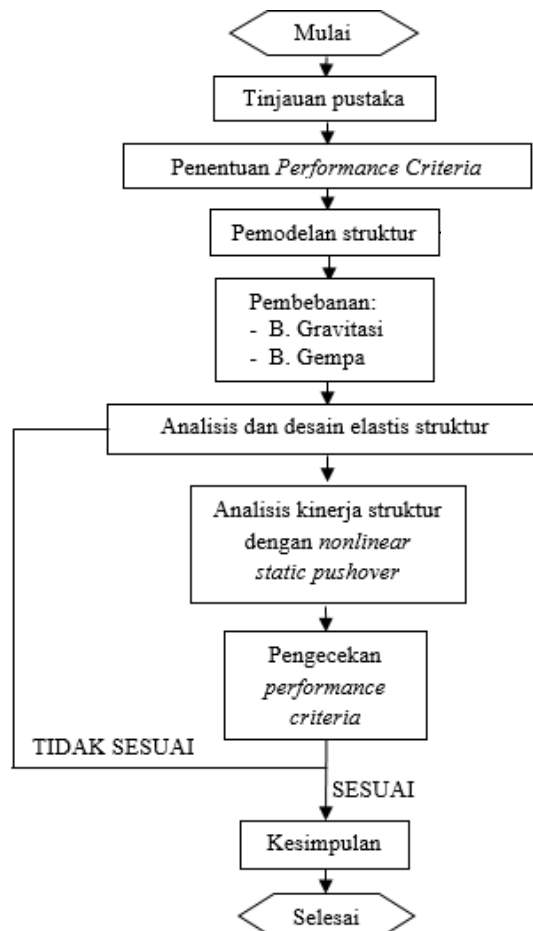 Mulai
Tinjauan pustaka
Penentuan Performance Criteria
Pemodelan struktur
Pembebanan:
- B. Gravitasi
- B. Gempa
Analisis dan desain elastis struktur
Analisis kinerja struktur
dengan nonlinear
static pushover
Pengecekan
performance
criteria
TIDAK SESUAI
SESUAI
Kesimpulan
Selesai